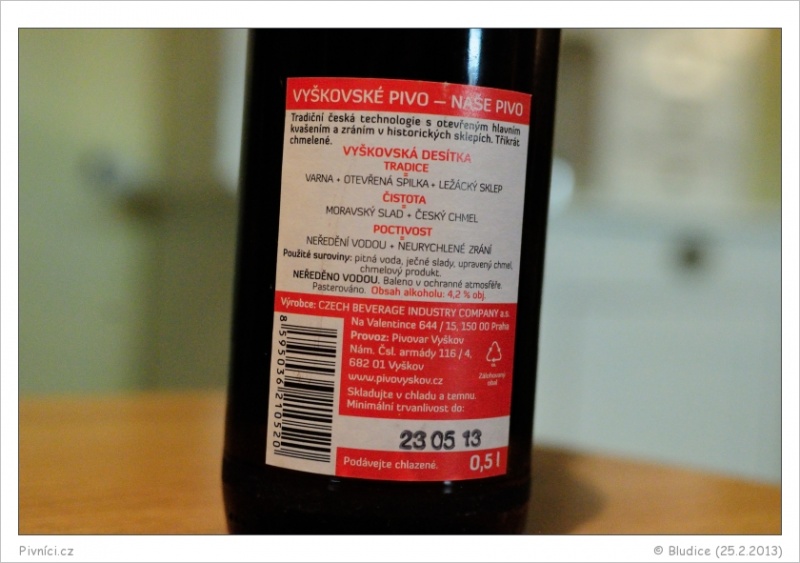 VYŠKOVSKÉ PIVO – NAŠE PIVO
Tradiční česká technologie s otevřeným hlavním
kvašením a zráním v historických sklepích. Třikrát
chmelené.
VYŠKOVSKÁ DESÍTKA
TRADICE
VARNA + OTEVŘENÁ SPILKA + LEŽÁCKÝ SKLEP
ČISTOTA
MORAVSKÝ SLAD + ČESKÝ CHMEL
POCTIVOST
NEŘEDĚNÍ VODOU + NEURYCHLENÉ ZRÁNÍ
Použité suroviny: pitná voda, ječné slady, upravený chmel,
chmelový produkt.
NEŘEDĚNO VODOU. Baleno v ochranné atmosféře.
Pasterováno. Obsah alkoholu: 4,2 % obj.
Výrobce: CZECH BEVERAGE INDUSTRY COMPANY a.s.
Na Valentince 644 / 15, 150 00 Praha
Provoz: Pivovar Vyškov
Nám. Čsl. armády 116 / 4,
682 01 Vyškov
www.pivovyskov.cz
Zálohovaný
obal
Skladujte v chladu a temnu.
Minimální trvanlivost do:
23 05 13
Podávejte chlazené. 0,5 l
8 595036 210520
Pivníci.cz
© Bludice (25.2.2013)